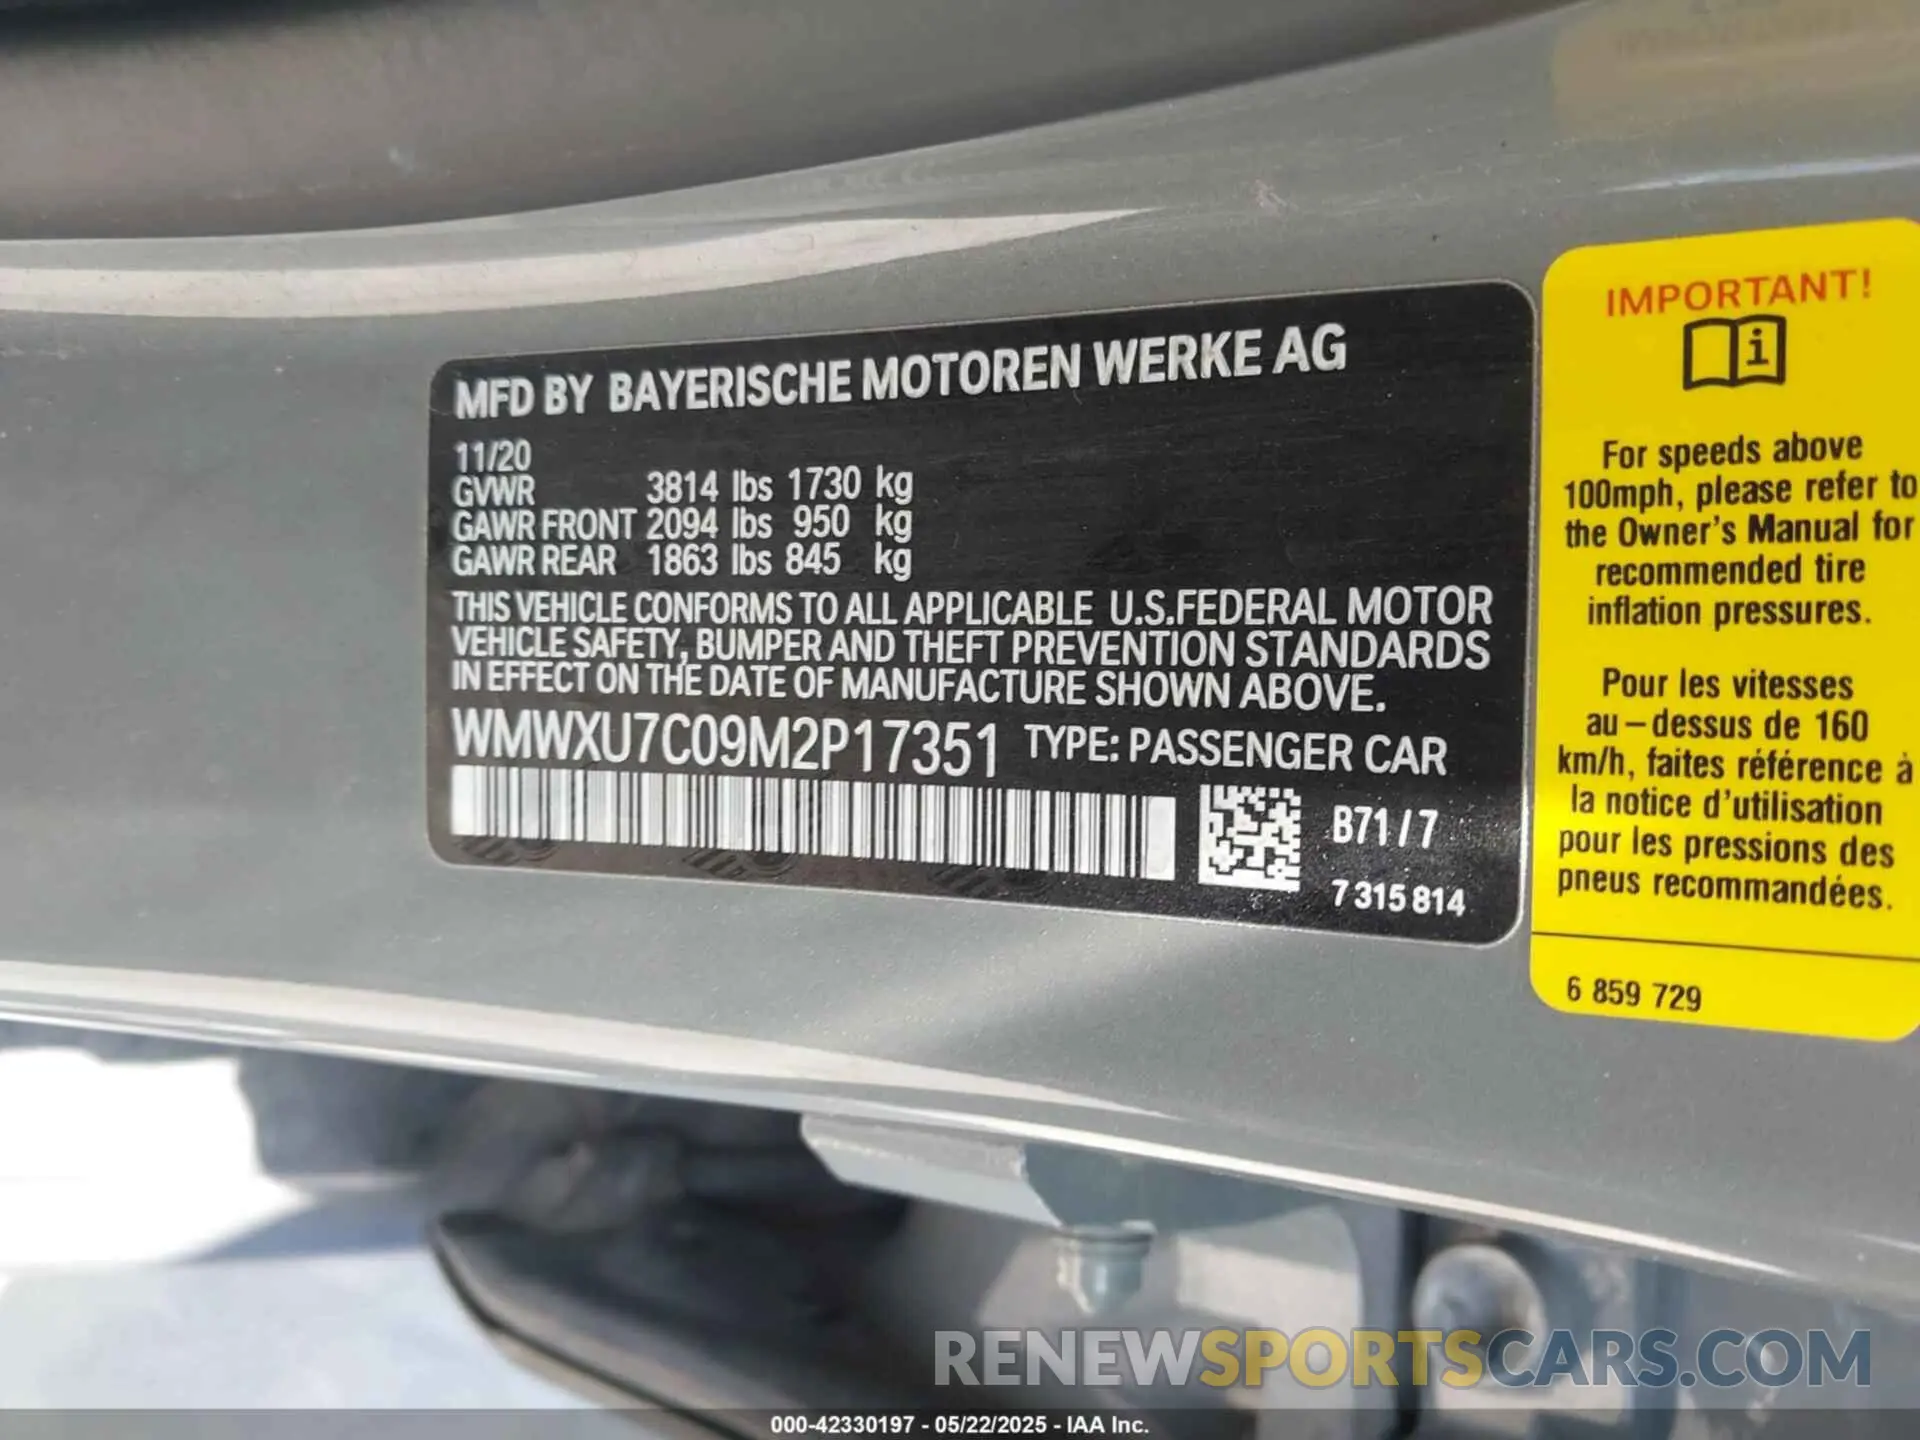 MFD BY BAYERISCHE MOTOREN WERKE AG
11/20
GVWR 3814 lbs 1730 kg
GAWR FRONT 2094 lbs 950 kg
GAWR REAR 1863 lbs 845 kg
THIS VEHICLE CONFORMS TO ALL APPLICABLE U.S.FEDERAL MOTOR
VEHICLE SAFETY, BUMPER AND THEFT PREVENTION STANDARDS
IN EFFECT ON THE DATE OF MANUFACTURE SHOWN ABOVE.
WMWXU7C09M2P17351 TYPE: PASSENGER CAR
B71/7
7 315 814
IMPORTANT!
For speeds above
100mph, please refer to
the Owner's Manual for
recommended tire
inflation pressures.
Pour les vitesses
au-dessus de 160
km/h, faites référence à
la notice d'utilisation
pour les pressions des
pneus recommandées.
6 859 729
RENEWSPORTSCARS.COM
000-42330197 - 05/22/2025 - IAA Inc.